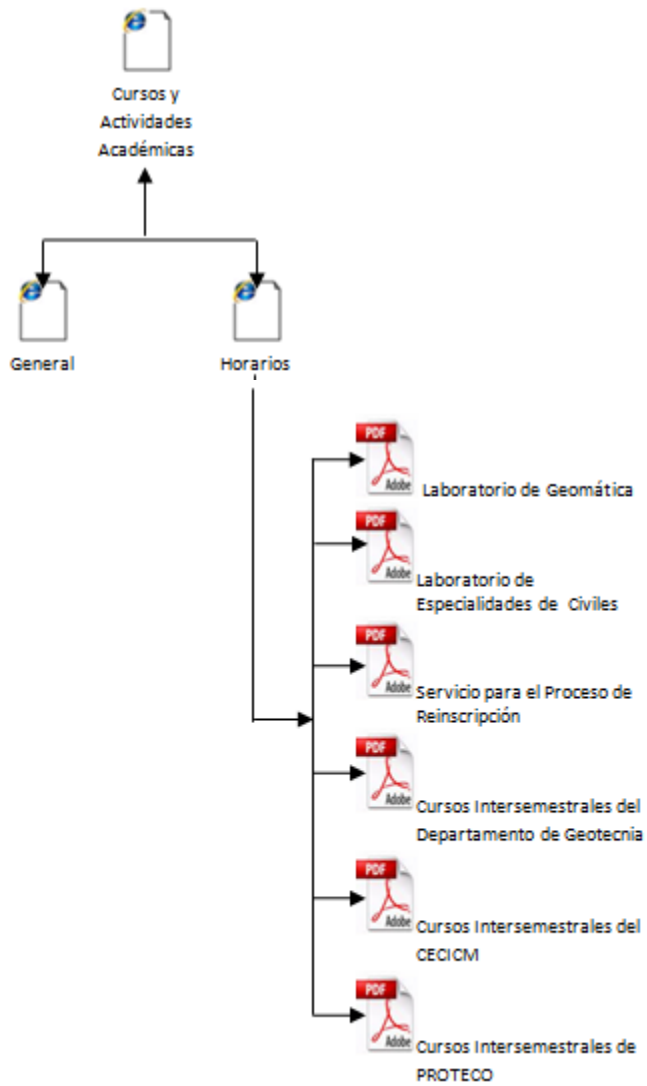 Cursos y
Actividades
Académicas
General
Horarios
PDF
Adobe
Laboratorio de Geomática
PDF
Adobe
Laboratorio de
Especialidades de Civiles
PDF
Adobe
Servicio para el Proceso de
Reinscripción
PDF
Adobe
Cursos Intersemestrales del
Departamento de Geotecnia
PDF
Adobe
Cursos Intersemestrales del
CECICM
PDF
Adobe
Cursos Intersemestrales de
PROTECO